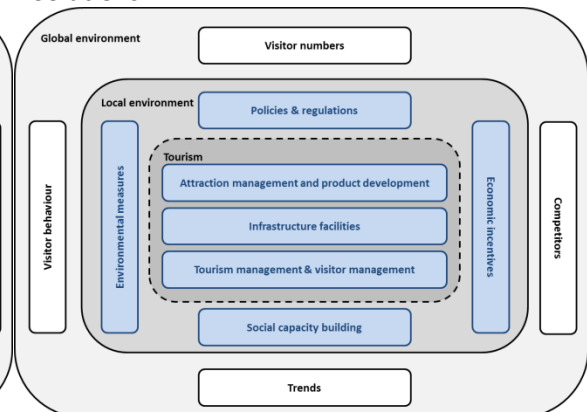 Global environment
Visitor numbers
Local environment
Policies & regulations
Visitor behaviour
Environmental measures
Tourism
Attraction management and product development
Infrastructure facilities
Tourism management & visitor management
Economic incentives
Competitors
Social capacity building
Trends